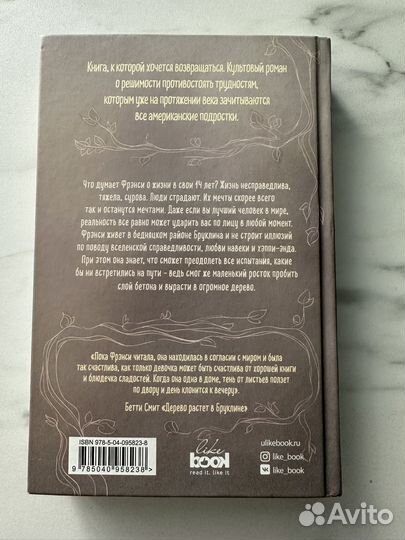 Книга, к которой хочется возвращаться. Культовый роман
о решимости противостоять трудностям,
которым уже на протяжении века зачитываются
все американские подростки.
Что думает Фрэнси о жизни в свои 14 лет? Жизнь несправедлива,
тяжела, сурова. Люди страдают. Их мечты скорее всего
так и останутся мечтами. Даже если вы лучший человек в мире,
реальность все равно может ударить вас по лицу в любой момент.
Фрэнси живет в бедняцком районе Бруклина и не строит иллюзий
по поводу вселенской справедливости, любви навеки и хэппи-энда.
При этом она знает, что сможет преодолеть все испытания, какие
бы ни встретились на пути – ведь смог же маленький росток пробить
слой бетона и вырасти в огромное дерево.
«Пока Фрэнси читала, она находилась в согласии с миром и была
так счастлива, как только девочка может быть счастлива от хорошей книги
и блюдечка сладостей. Когда она одна в доме, тень от листьев ползет
по двору и день клонится к вечеру».
Бетти Смит «Дерево растет в Бруклине»
ISBN 978-5-04-095823-8
9 785040 958238 >
like
book
read it. like it
ulikebook.ru
like_book
like_book
Avito